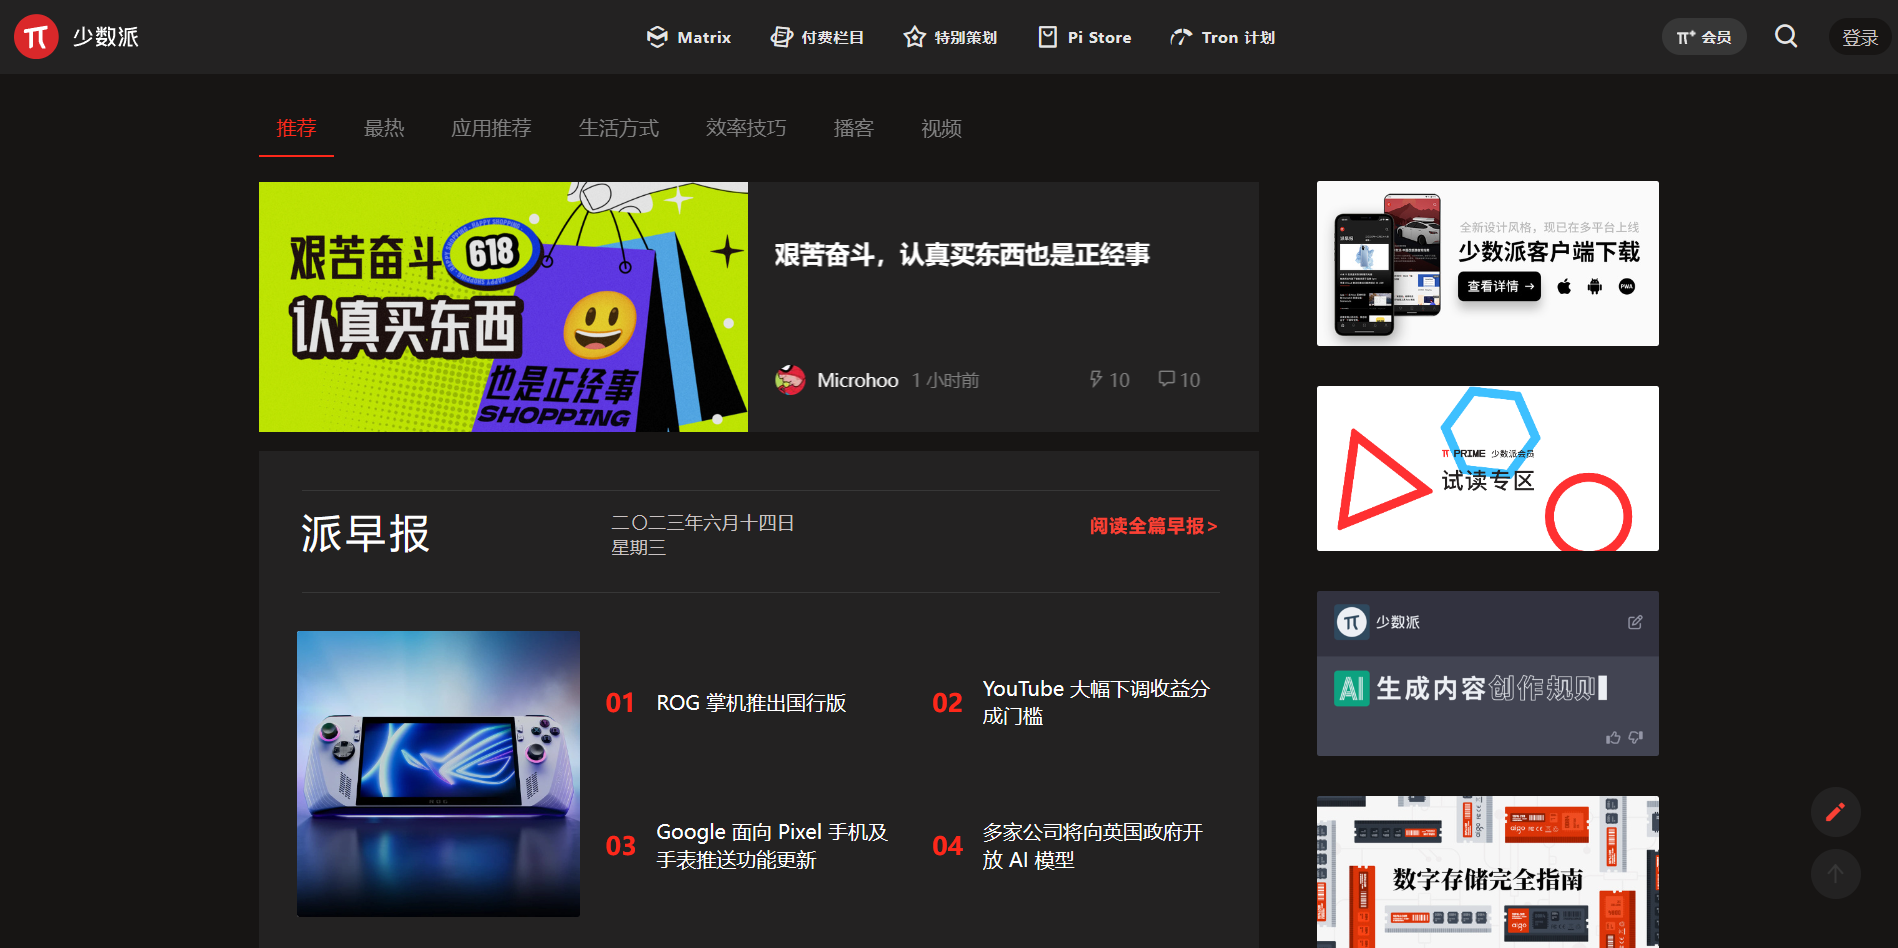 少数派
Matrix
付费栏目
特别策划
Pi Store
Tron 计划
π+ 会员
登录
推荐
最热
应用推荐
生活方式
效率技巧
播客
视频
艰苦奋斗
618
HAPPY SHOPPING
认真买东西
也是正经事
SHOPPING
艰苦奋斗，认真买东西也是正经事
Microhoo 1 小时前
10
10
派早报
二〇二三年六月十四日
星期三
阅读全篇早报>
01 ROG 掌机推出国行版
02 YouTube 大幅下调收益分
成门槛
03 Google 面向 Pixel 手机及
手表推送功能更新
04 多家公司将向英国政府开
放 AI 模型
全新设计风格，现已在多平台上线
少数派客户端下载
查看详情 →
PWA
π PRIME 少数派会员
试读专区
少数派
AI 生成内容创作规则
aigo
数字存储完全指南
aigo